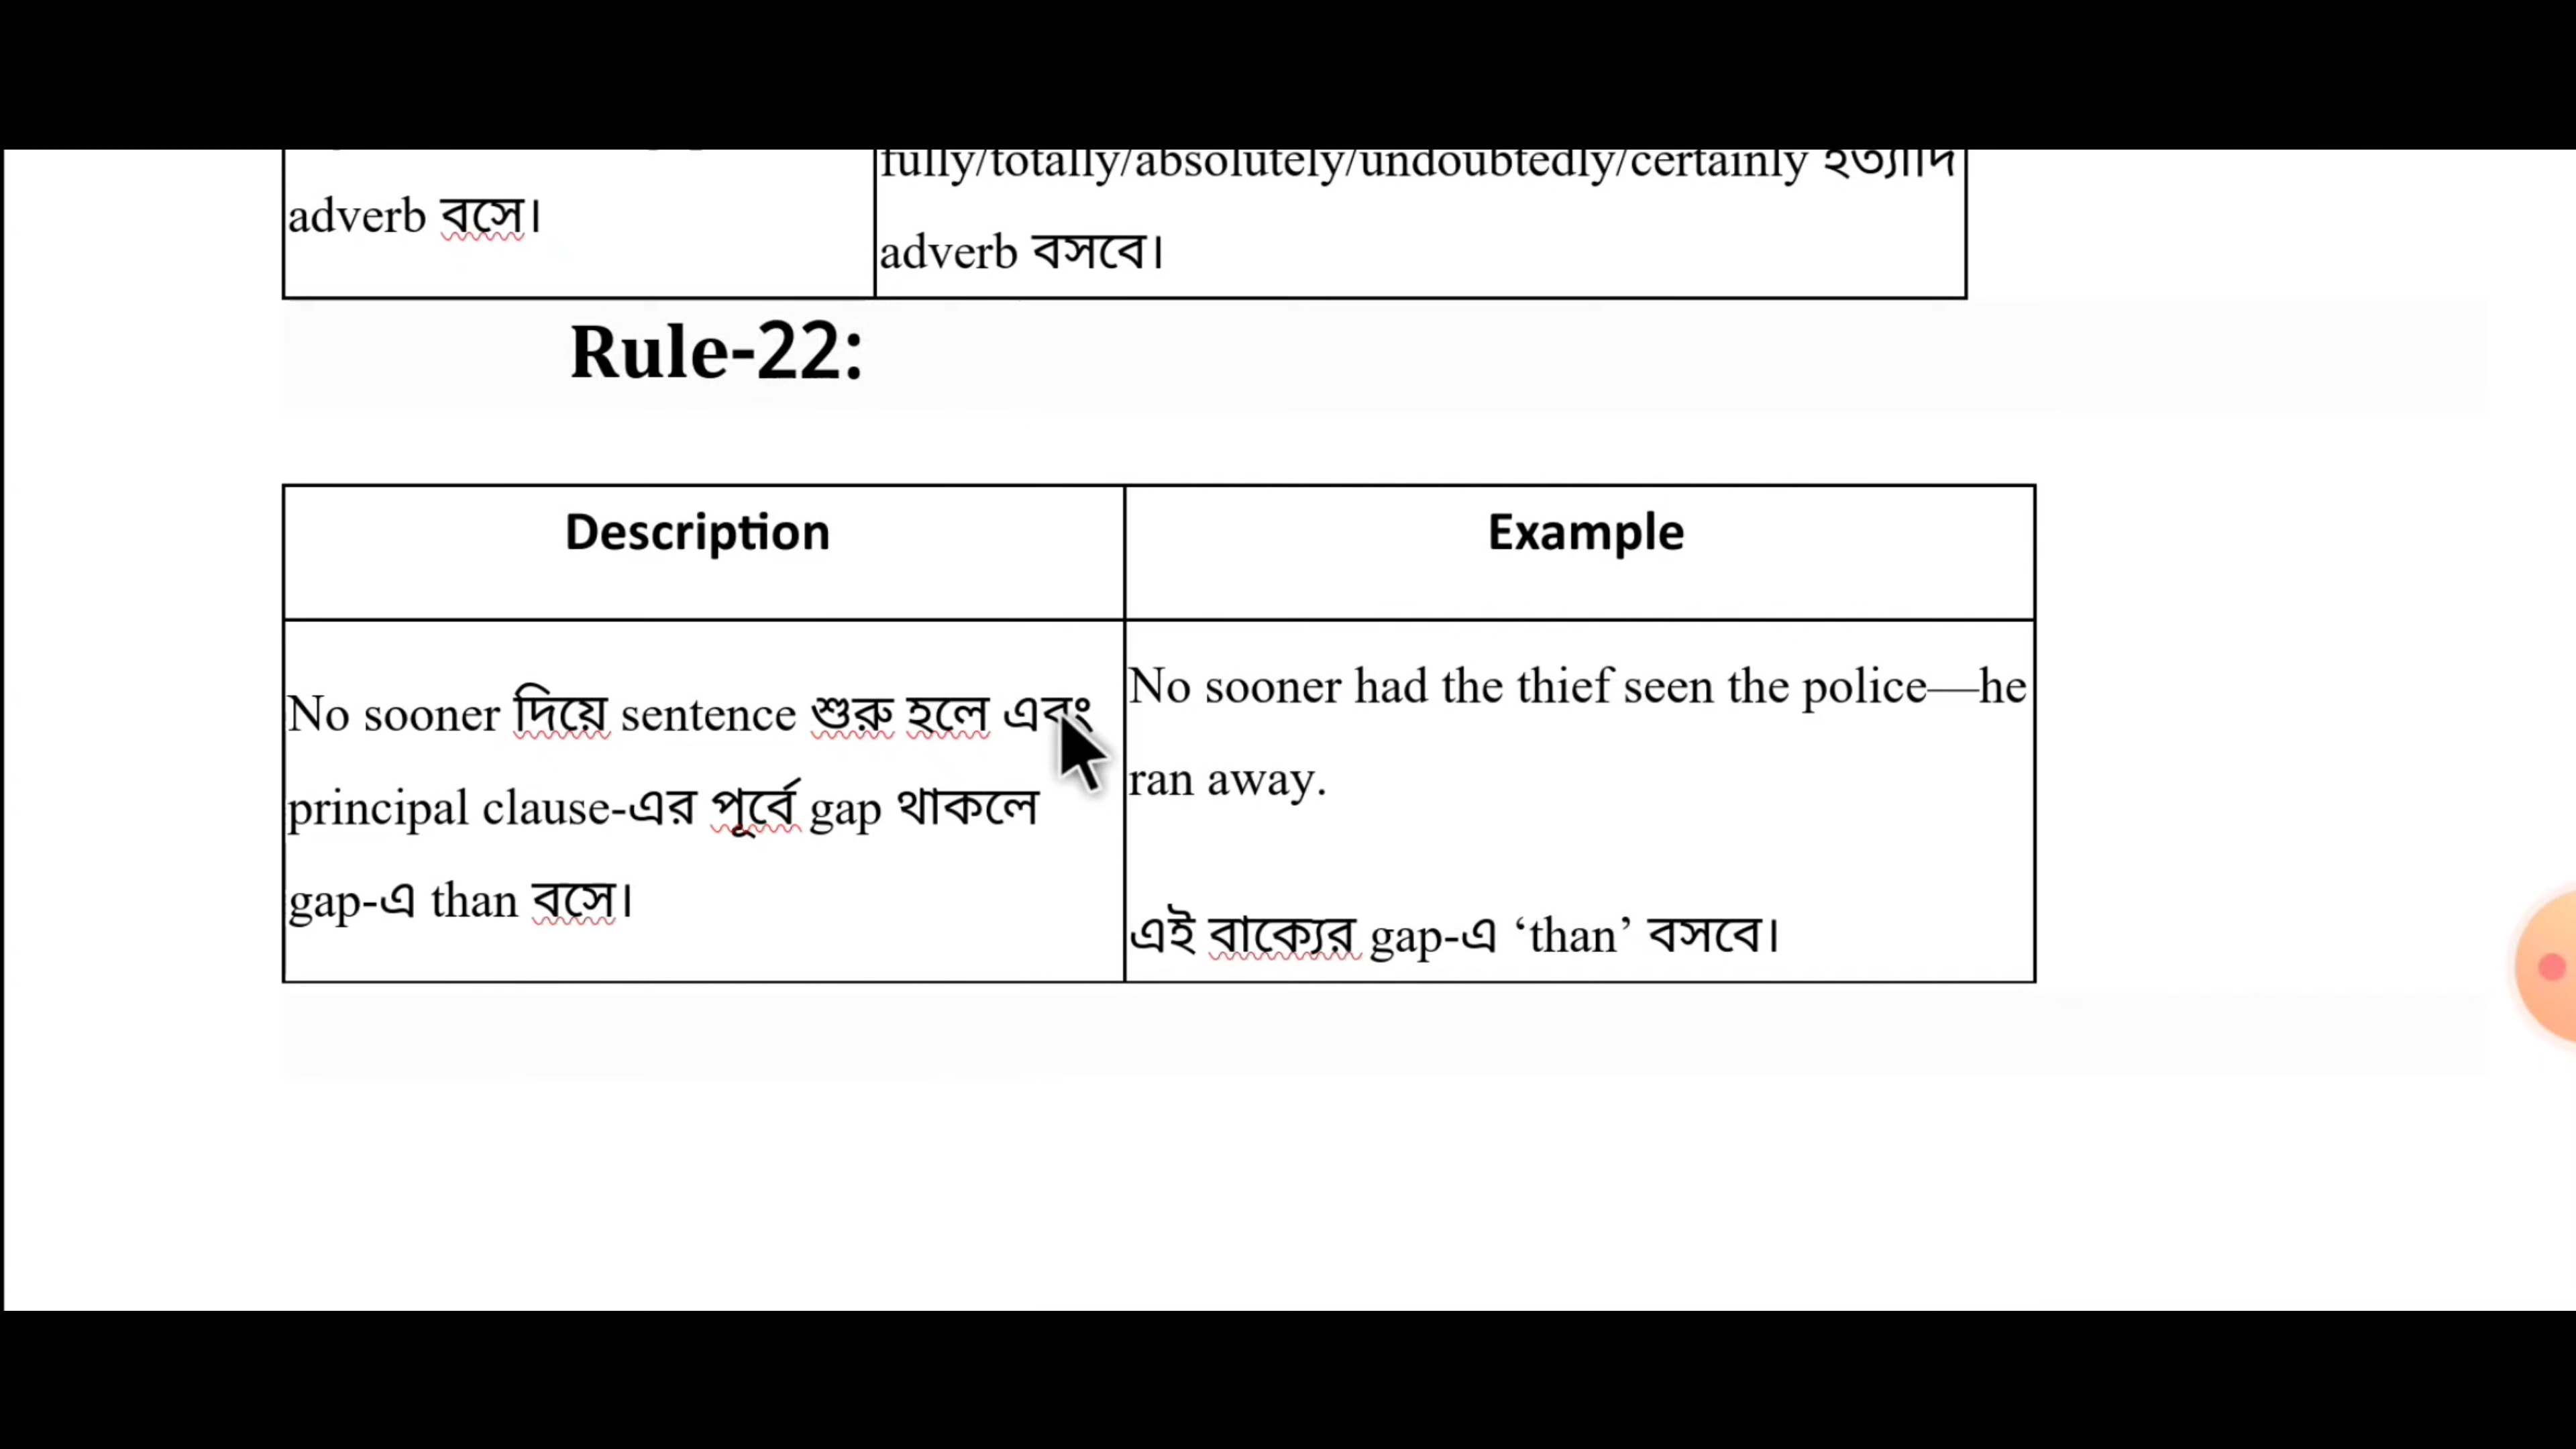 fully/totally/absolutely/undoubtedly/certainly ইত্যাদি
adverb বসে।
adverb বসবে।
Rule-22:
Description
Example
No sooner দিয়ে sentence শুরু হলে এবং
principal clause-এর পূর্বে gap থাকলে
gap-এ than বসে।
No sooner had the thief seen the police—he
ran away.
এই বাক্যের gap-এ ‘than’ বসবে।